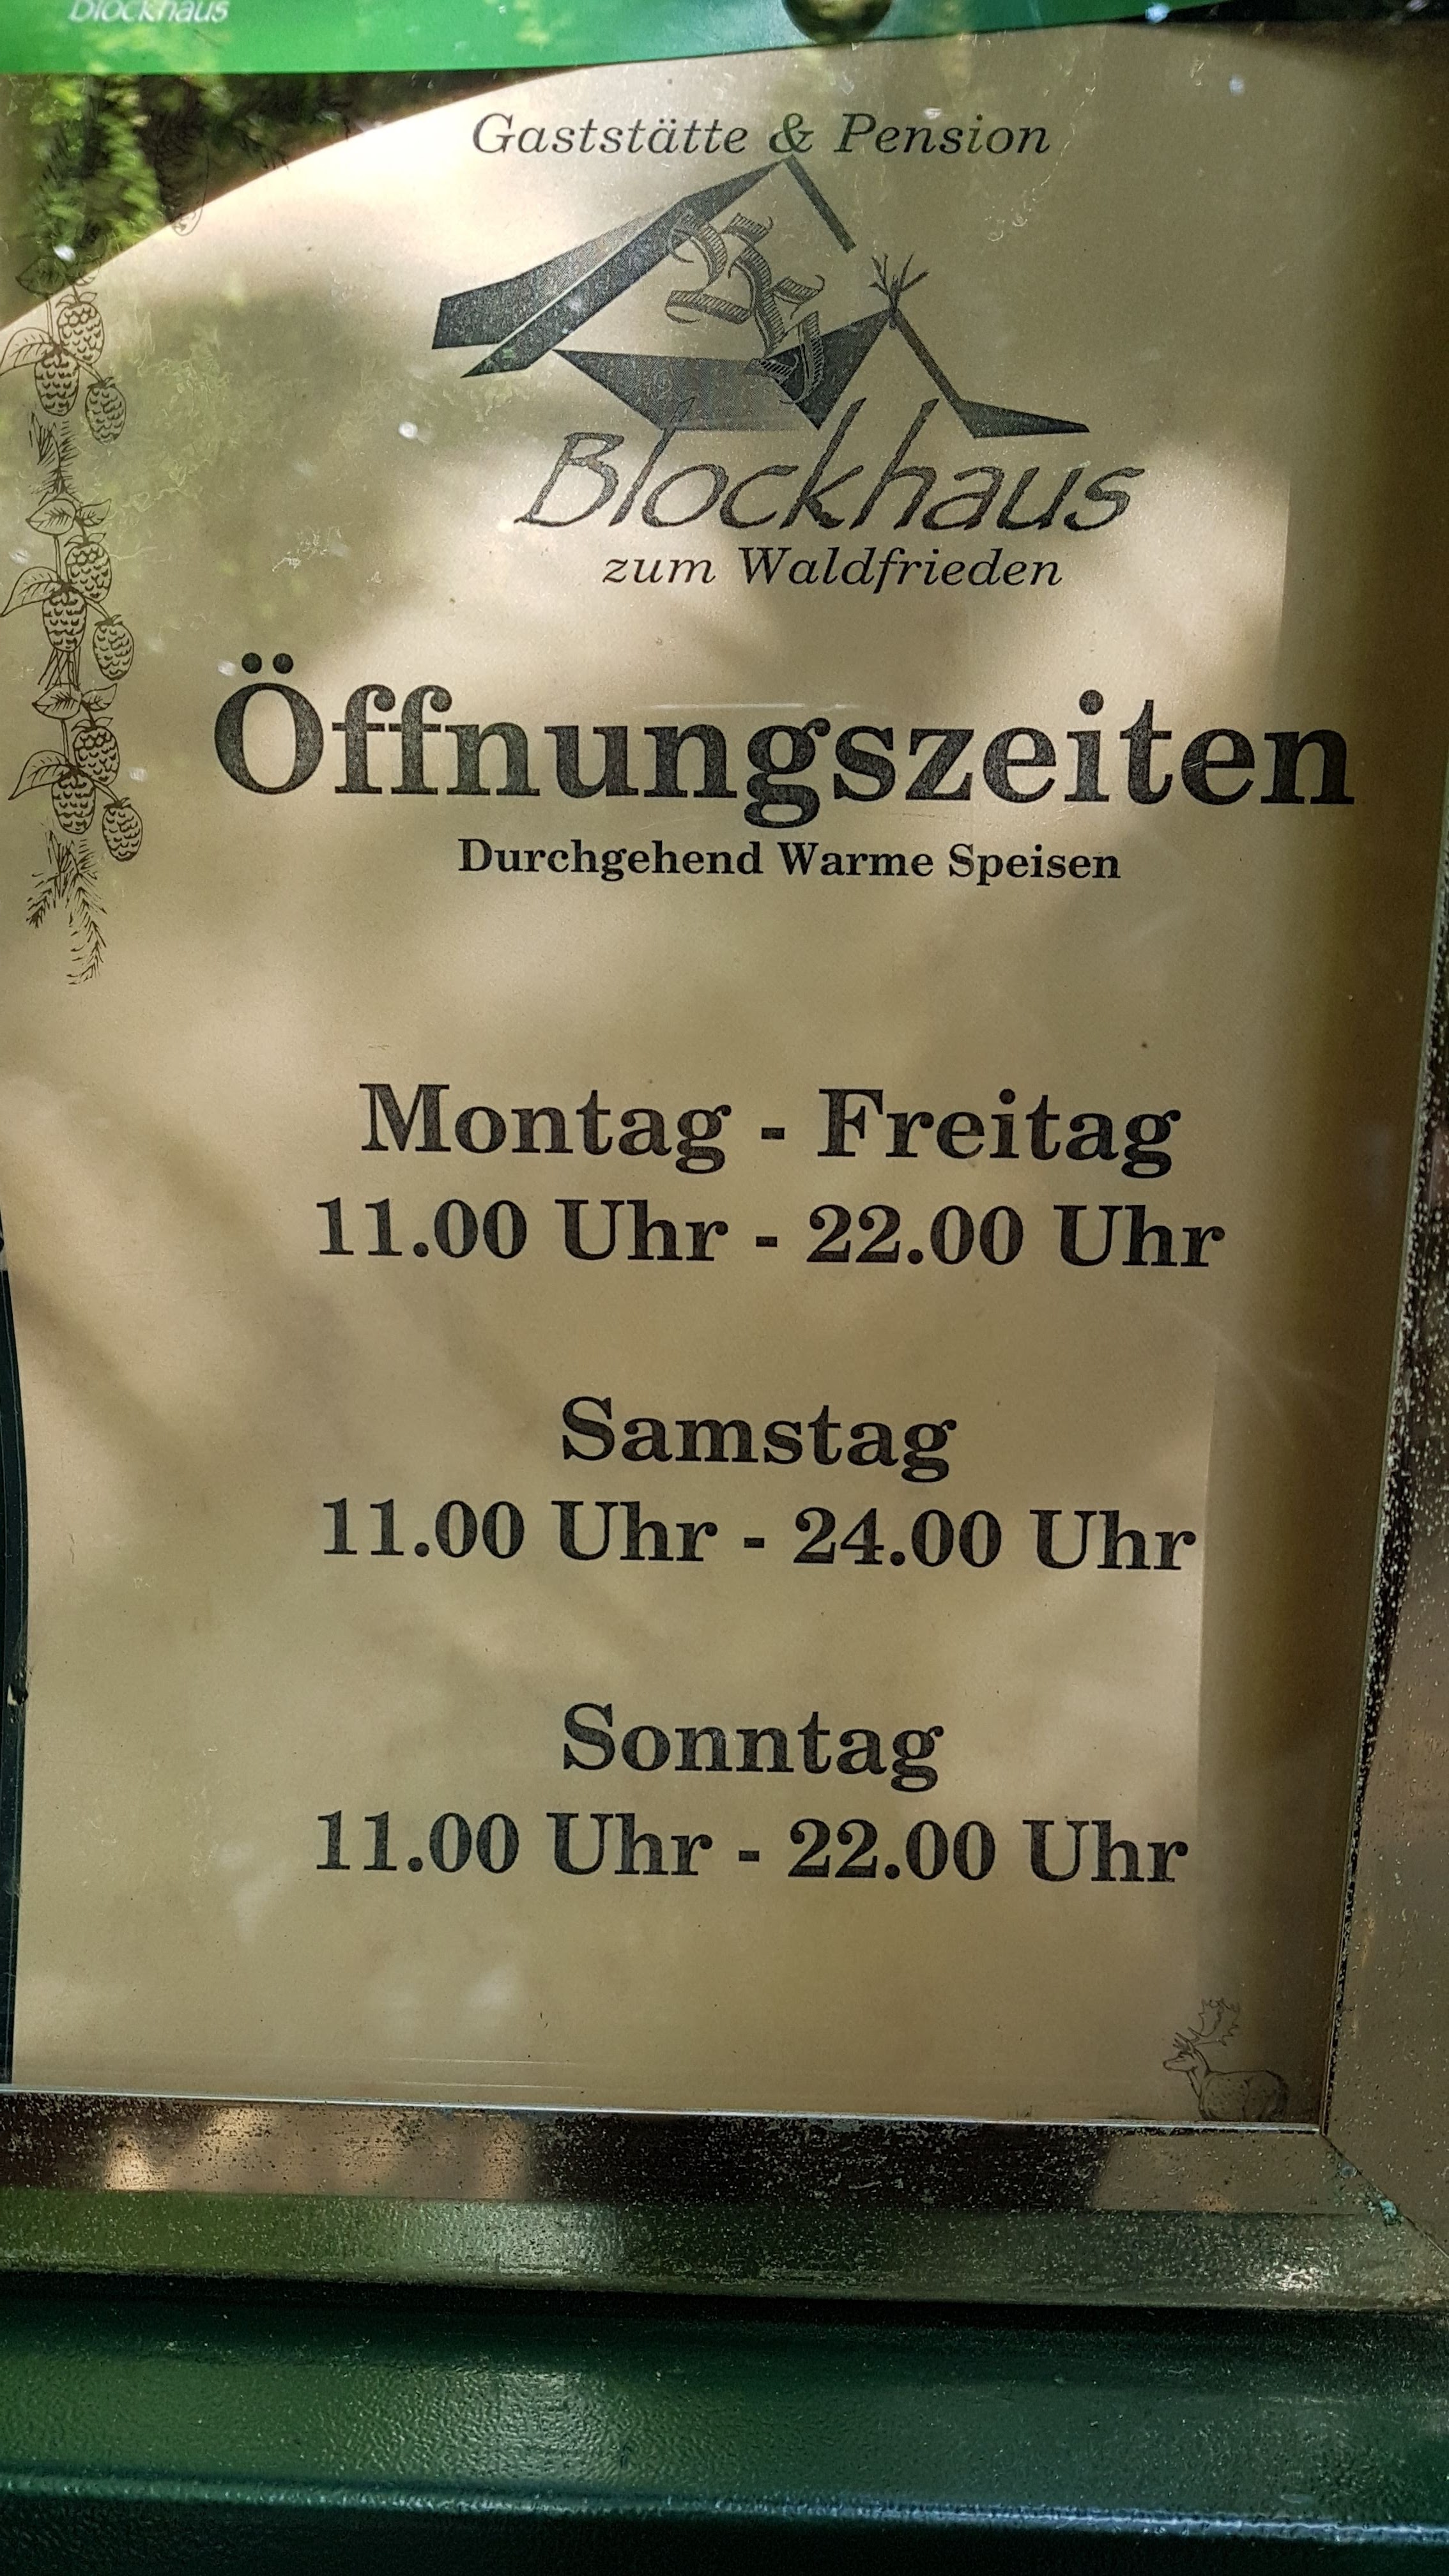 Blockhaus
Gaststätte & Pension
Blockhaus
zum Waldfrieden
Öffnungszeiten
Durchgehend Warme Speisen
Montag - Freitag
11.00 Uhr - 22.00 Uhr
Samstag
11.00 Uhr - 24.00 Uhr
Sonntag
11.00 Uhr - 22.00 Uhr